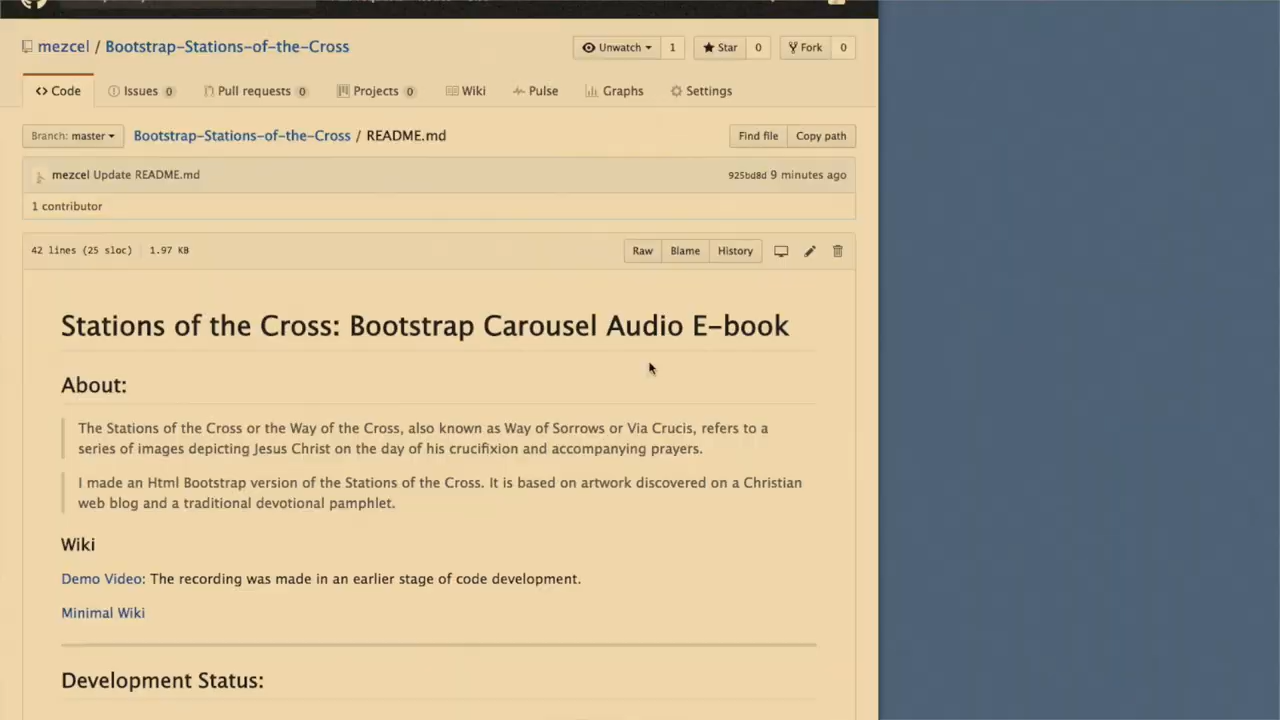 mezcel / Bootstrap-Stations-of-the-Cross
Unwatch 1 Star 0 Fork 0
Code Issues 0 Pull requests 0 Projects 0 Wiki Pulse Graphs Settings
Branch: master Bootstrap-Stations-of-the-Cross / README.md Find file Copy path
mezcel Update README.md 925bd8d 9 minutes ago
1 contributor
42 lines (25 sloc) 1.97 KB Raw Blame History
Stations of the Cross: Bootstrap Carousel Audio E-book
About:
The Stations of the Cross or the Way of the Cross, also known as Way of Sorrows or Via Crucis, refers to a
series of images depicting Jesus Christ on the day of his crucifixion and accompanying prayers.
I made an Html Bootstrap version of the Stations of the Cross. It is based on artwork discovered on a Christian
web blog and a traditional devotional pamphlet.
Wiki
Demo Video: The recording was made in an earlier stage of code development.
Minimal Wiki
Development Status: